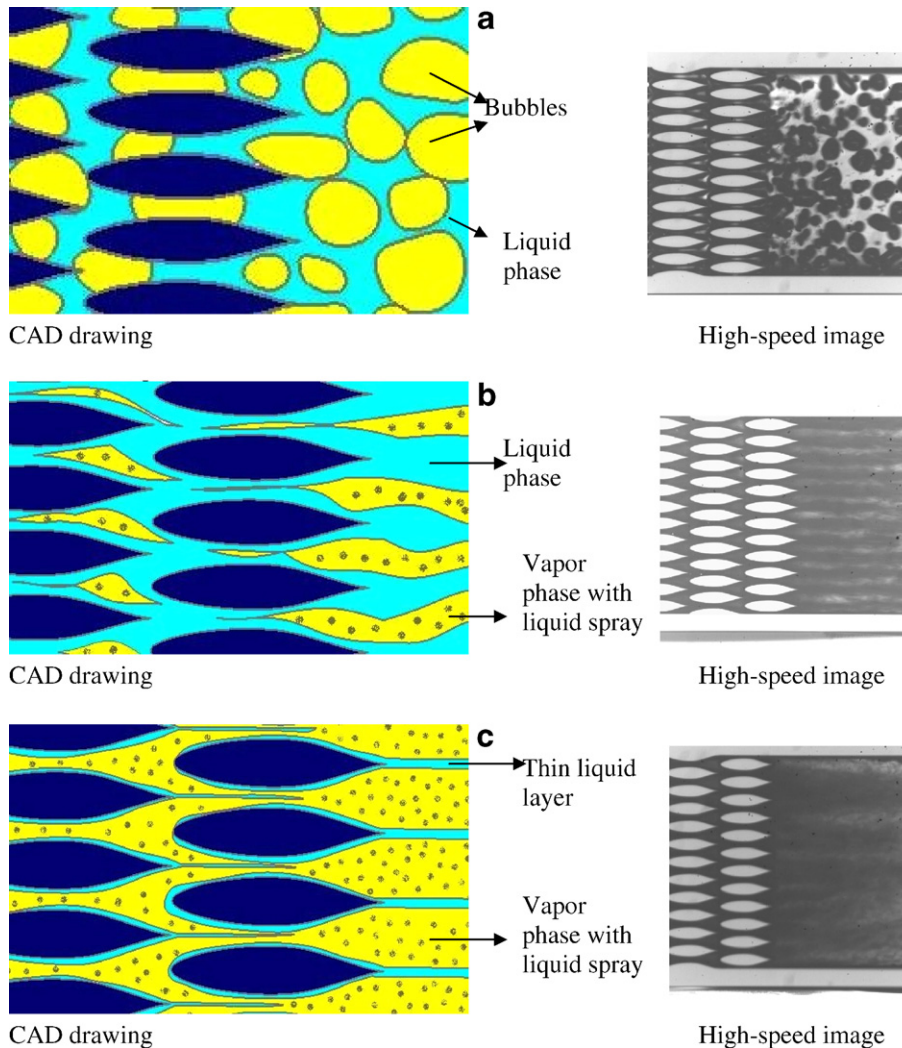 a
Bubbles
Liquid
phase
CAD drawing
High-speed image
b
Liquid
phase
Vapor
phase with
liquid spray
CAD drawing
High-speed image
c
Thin liquid
layer
Vapor
phase with
liquid spray
CAD drawing
High-speed image